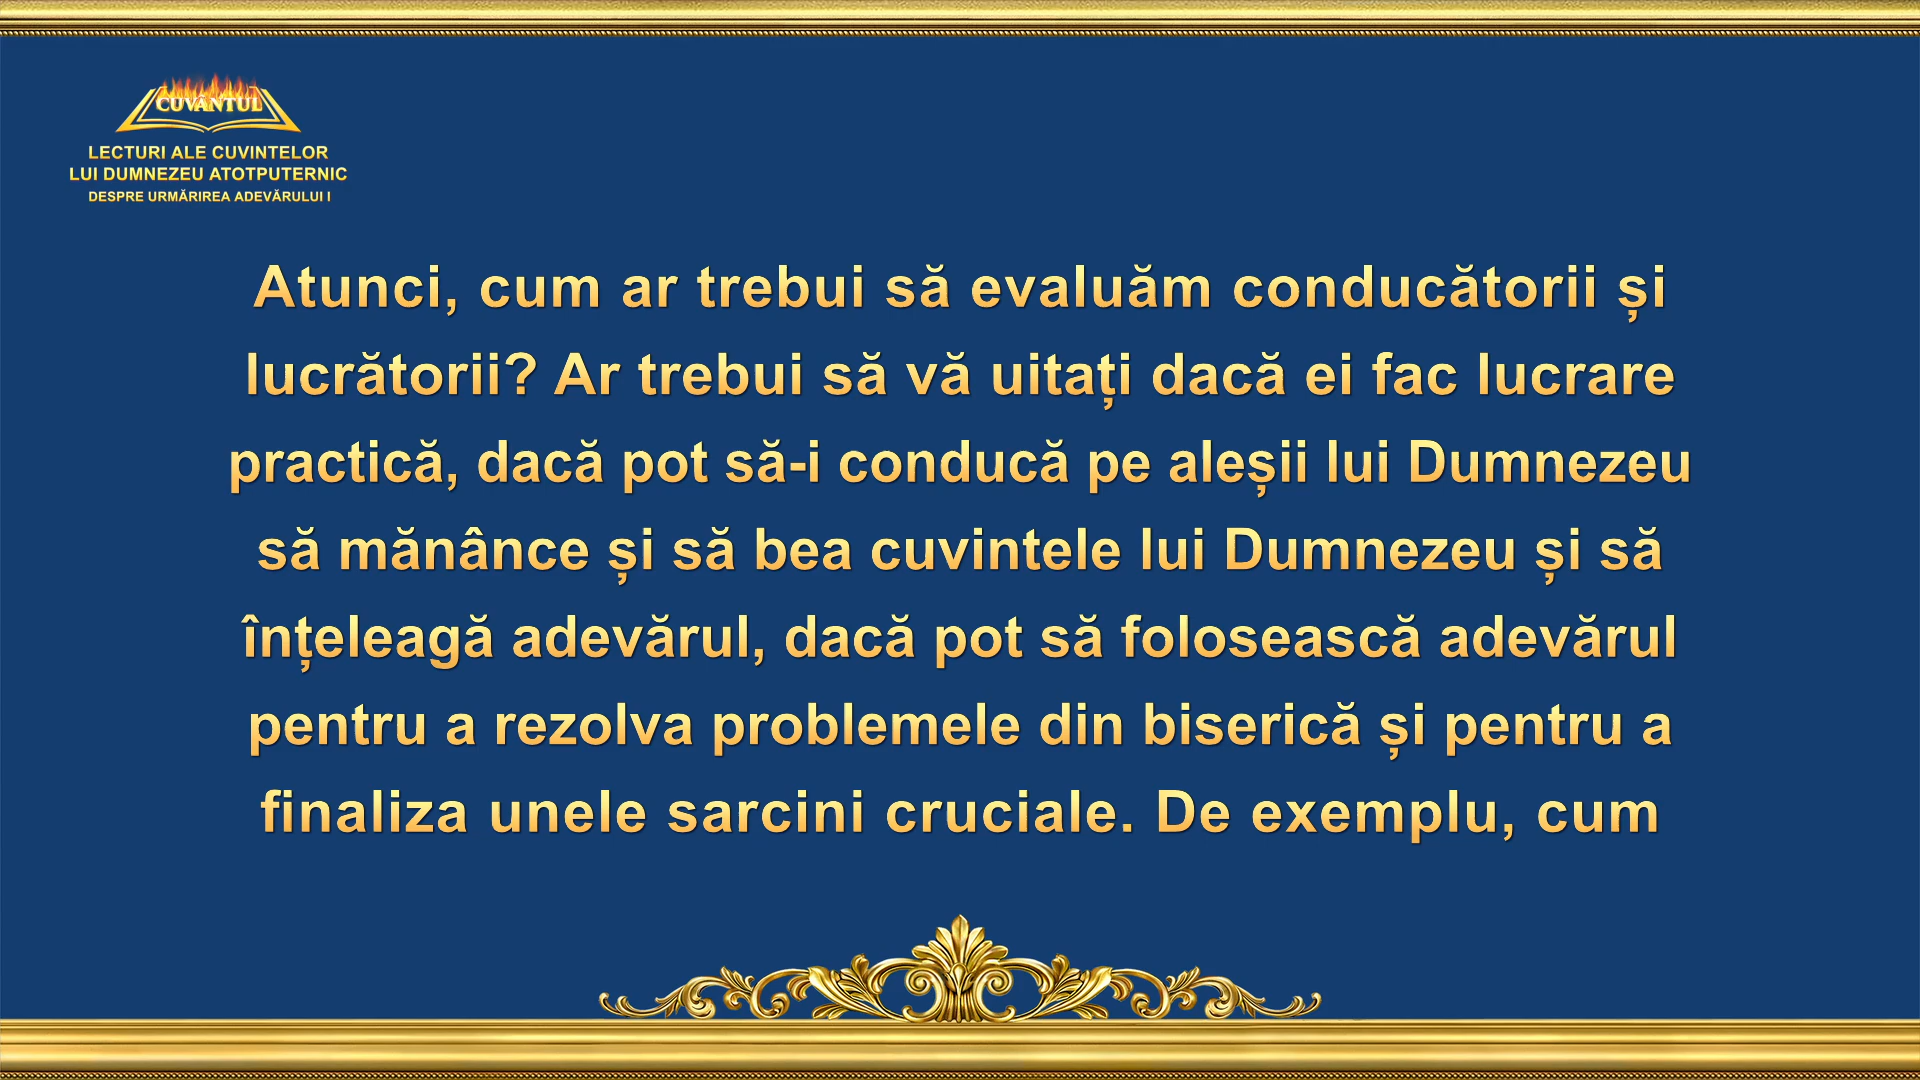 CUVÂNTUL
LECTURI ALE CUVINTELOR
LUI DUMNEZEU ATOTPUTERNIC
DESPRE URMĂRIREA ADEVĂRULUI I
Atunci, cum ar trebui să evaluăm conducătorii și
lucrătorii? Ar trebui să vă uitați dacă ei fac lucrare
practică, dacă pot să-i conducă pe aleșii lui Dumnezeu
să mănânce și să bea cuvintele lui Dumnezeu și să
înțeleagă adevărul, dacă pot să folosească adevărul
pentru a rezolva problemele din biserică și pentru a
finaliza unele sarcini cruciale. De exemplu, cum